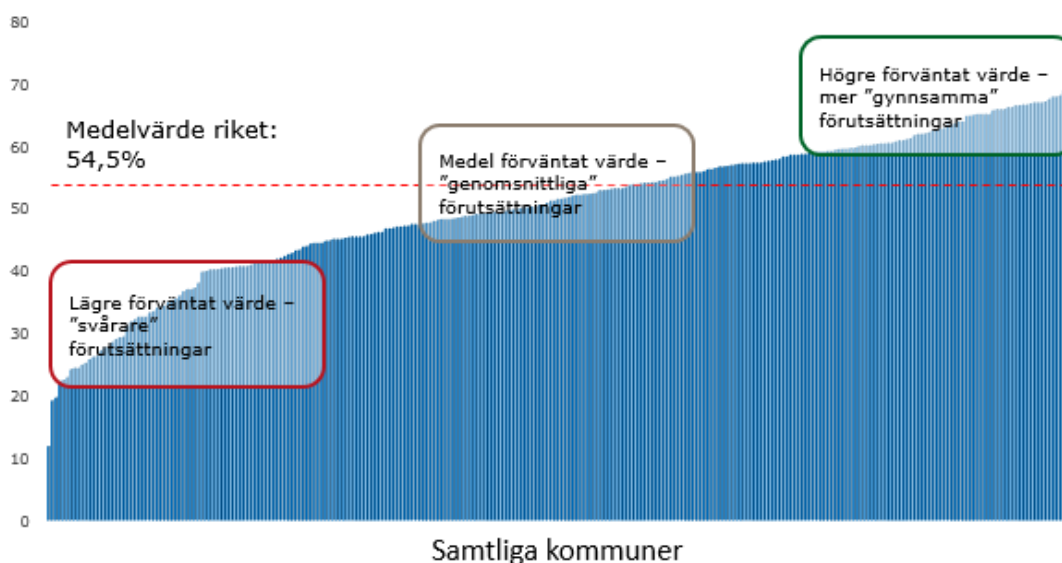 80
70
60
50
40
30
20
10
0
Medelvärde riket:
54,5%
Lägre förväntat värde –
”svårare”
förutsättningar
Medel förväntat värde –
”genomsnittliga”
förutsättningar
Högre förväntat värde –
mer ”gynnsamma”
förutsättningar
Samtliga kommuner